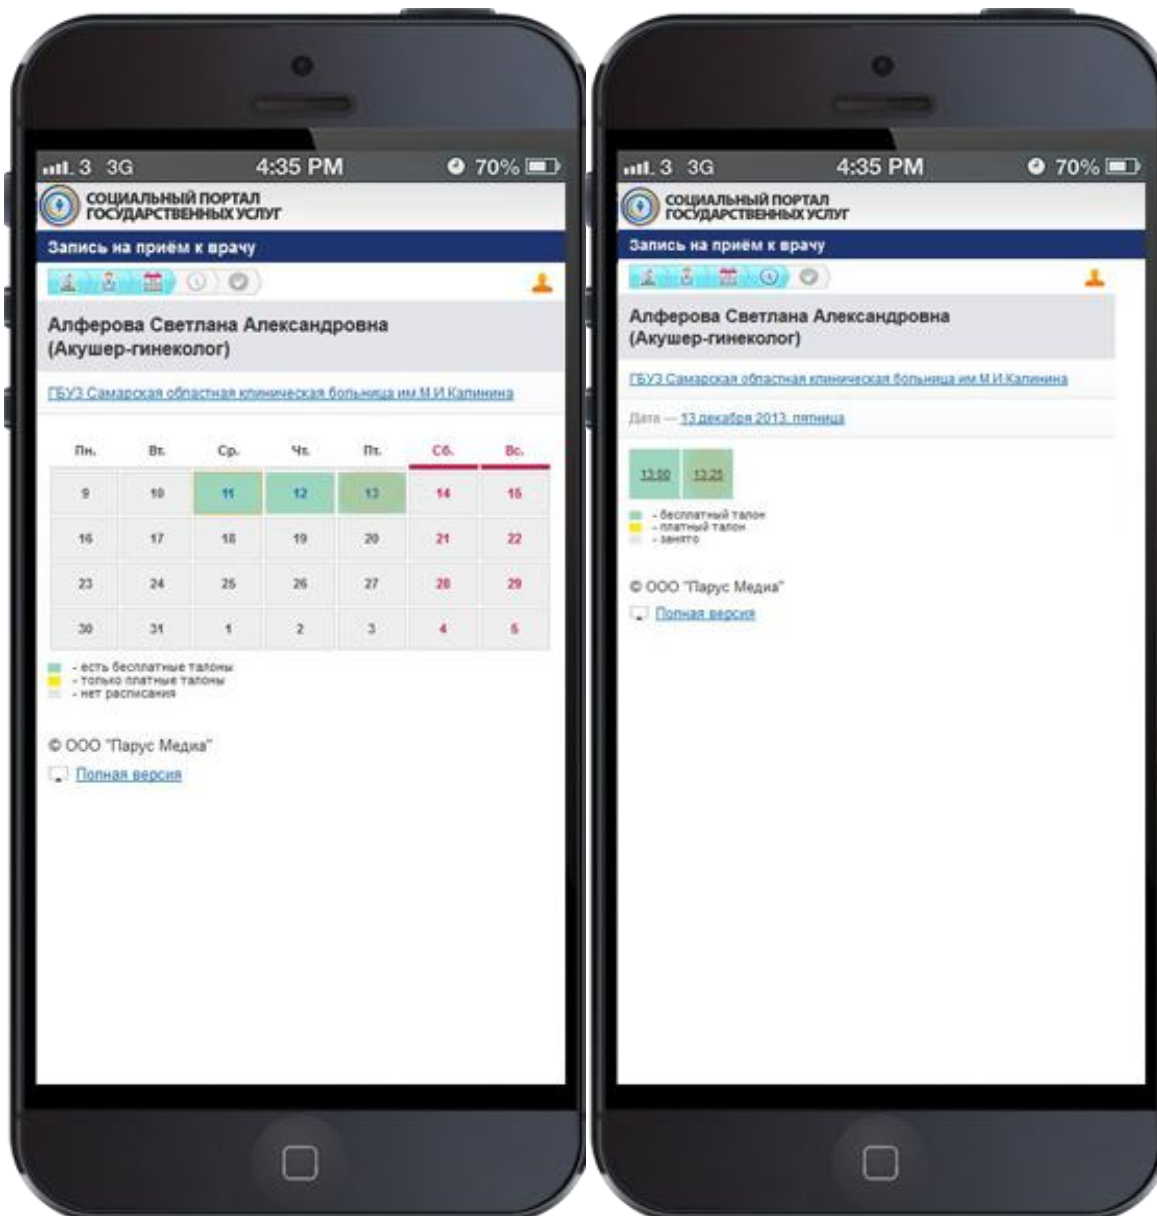 3 3G 4:35 PM 70%
СОЦИАЛЬНЫЙ ПОРТАЛ
ГОСУДАРСТВЕННЫХ УСЛУГ
Запись на приём к врачу
Алферова Светлана Александровна
(Акушер-гинеколог)
ГБУЗ Самарская областная клиническая больница им М.И.Калинина
Пн. Вт. Ср. Чт. Пт. Сб. Вс.
9 10 11 12 13 14 15
16 17 18 19 20 21 22
23 24 25 26 27 28 29
30 31 1 2 3 4 5
- есть бесплатные талоны
- только платные талоны
- нет расписания
© ООО "Парус Медиа"
Полная версия
3 3G 4:35 PM 70%
СОЦИАЛЬНЫЙ ПОРТАЛ
ГОСУДАРСТВЕННЫХ УСЛУГ
Запись на приём к врачу
Алферова Светлана Александровна
(Акушер-гинеколог)
ГБУЗ Самарская областная клиническая больница им М.И.Калинина
Дата — 13 декабря 2013, пятница
13:00 13:25
- бесплатный талон
- платный талон
- занято
© ООО "Парус Медиа"
Полная версия